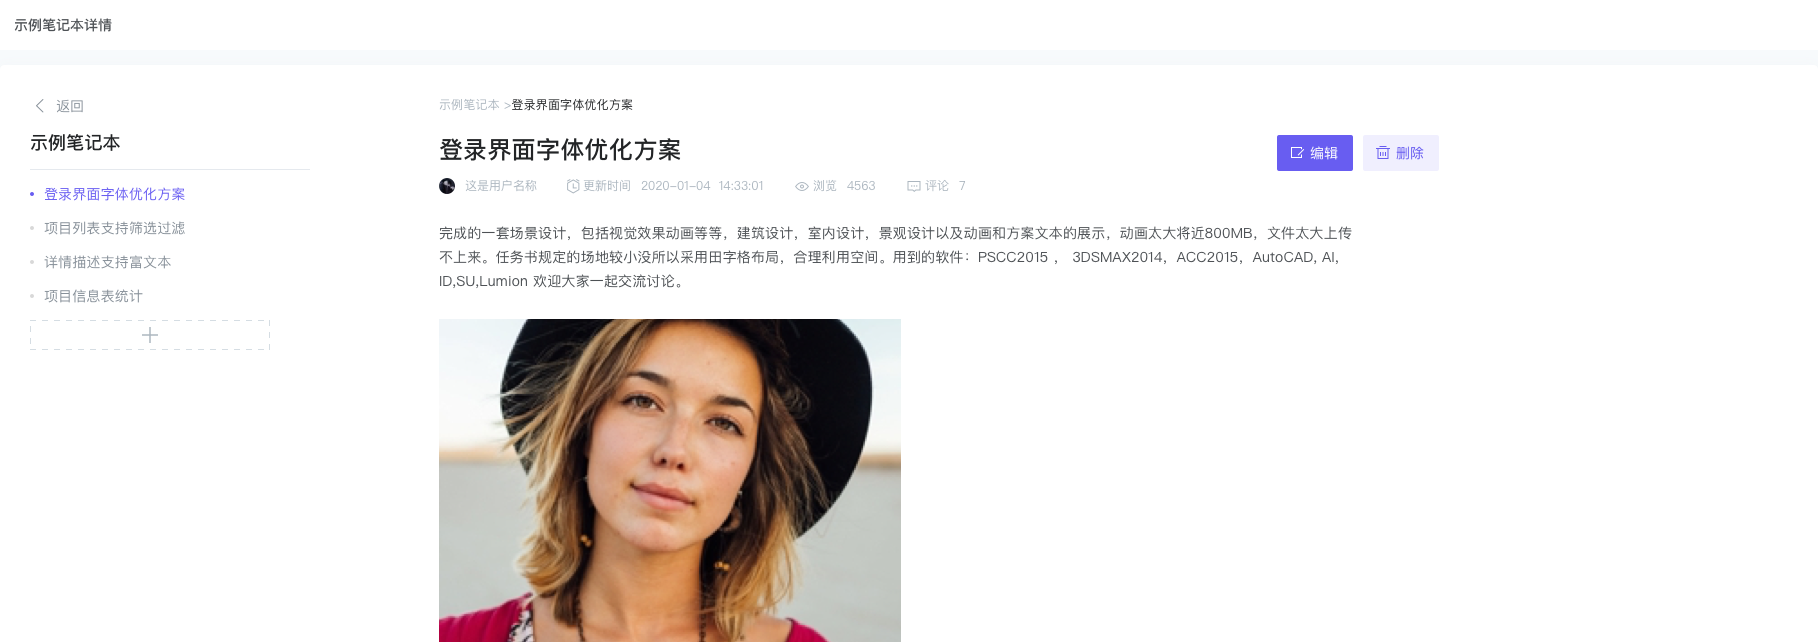 示例笔记本详情
返回
示例笔记本
登录界面字体优化方案
项目列表支持筛选过滤
详情描述支持富文本
项目信息表统计
示例笔记本 >登录界面字体优化方案
登录界面字体优化方案
编辑 删除
这是用户名称 更新时间 2020-01-04 14:33:01 浏览 4563 评论 7
完成的一套场景设计，包括视觉效果动画等等，建筑设计，室内设计，景观设计以及动画和方案文本的展示，动画太大将近800MB，文件太大上传
不上来。任务书规定的场地较小没所以采用田字格布局，合理利用空间。用到的软件：PSCC2015 ， 3DSMAX2014，ACC2015，AutoCAD, AI,
ID,SU,Lumion 欢迎大家一起交流讨论。